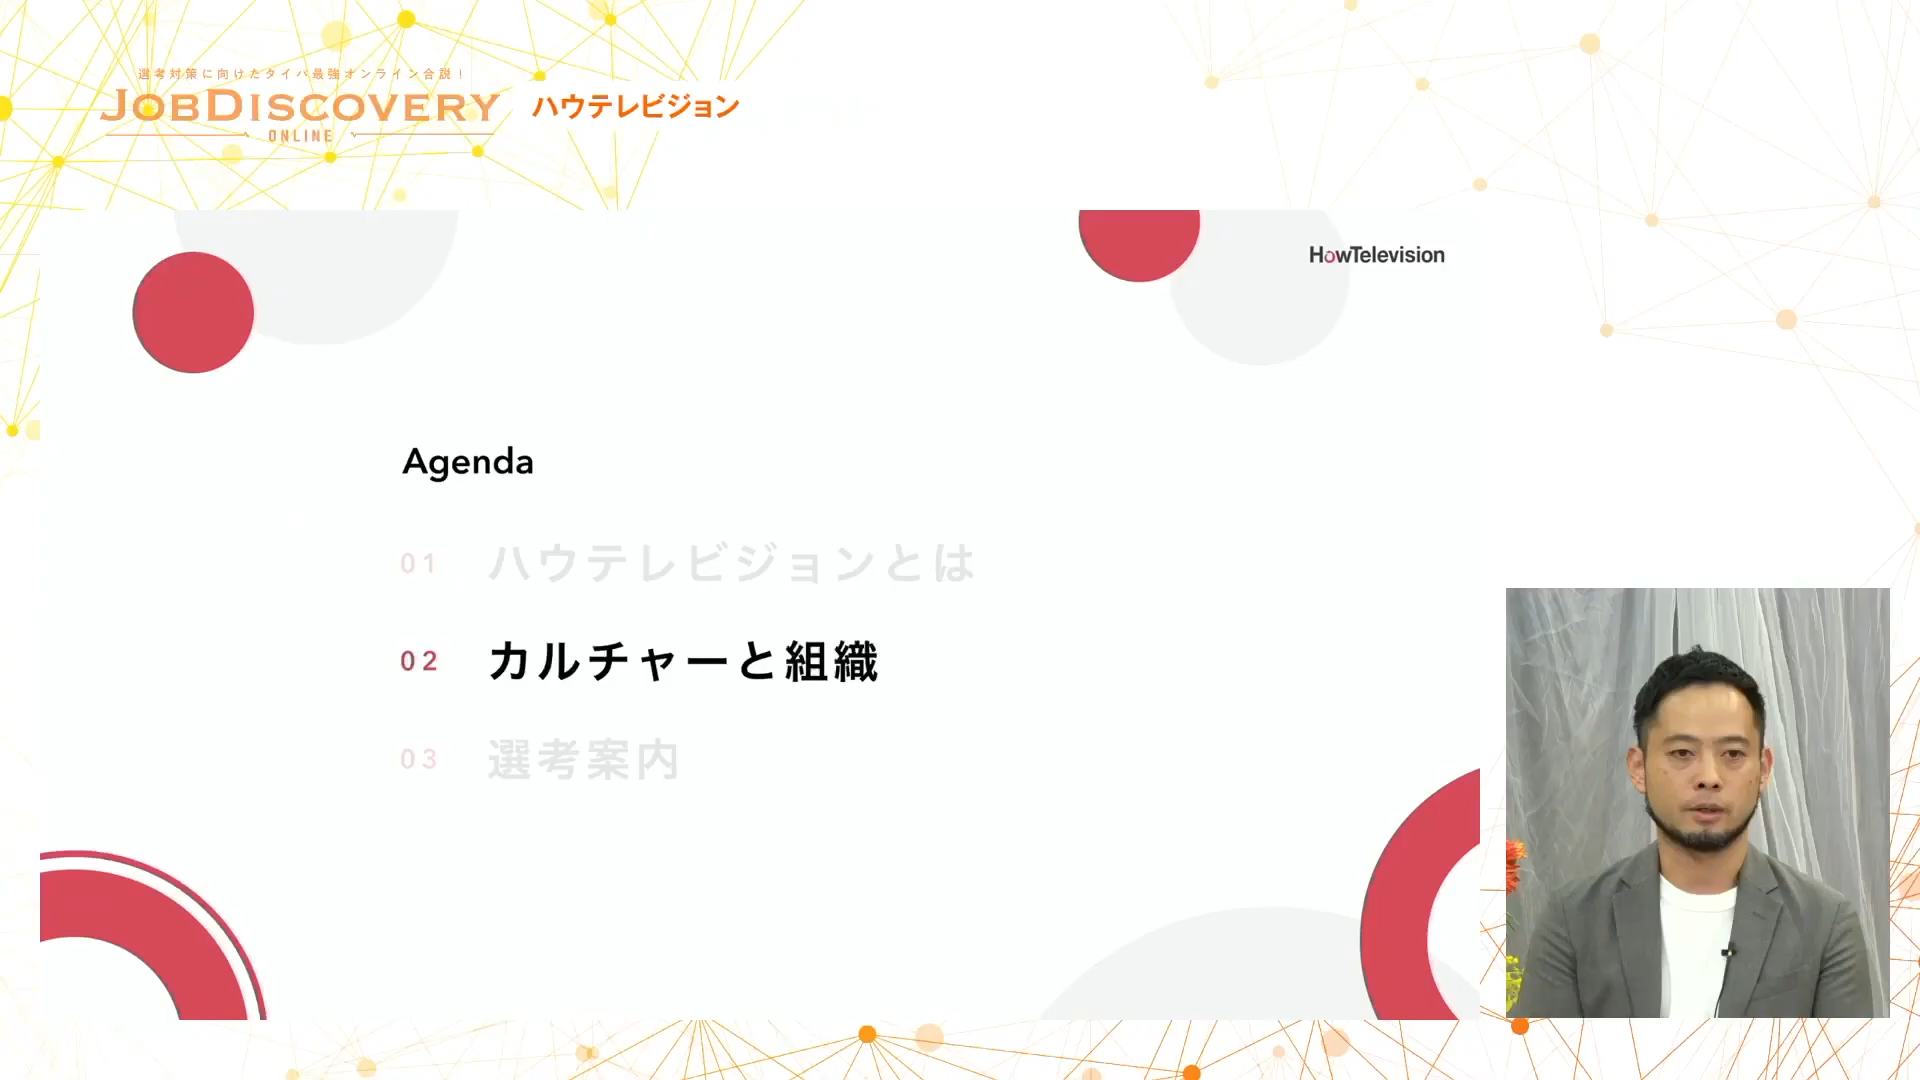 選考対策に向けたタイパ最強オンライン合説!
JOBDISCOVERY
ONLINE
ハウテレビジョン
HowTelevision
Agenda
01 ハウテレビジョンとは
02 カルチャーと組織
03 選考案内